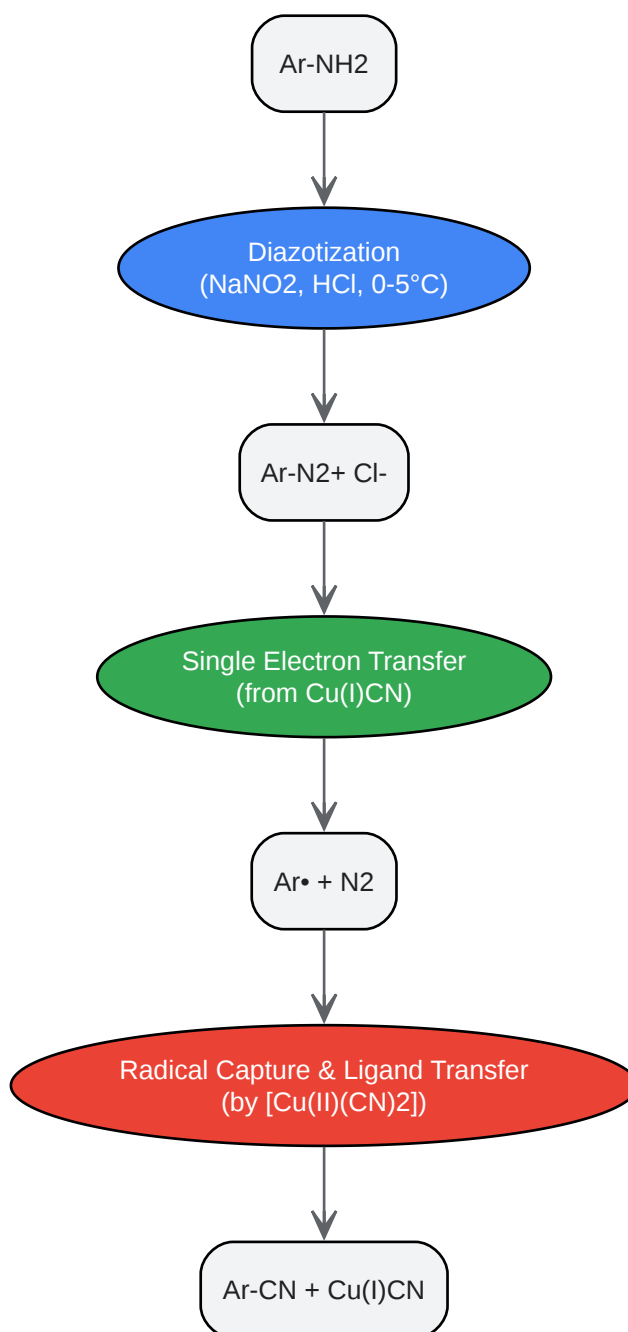 Ar-NH2
Diazotization
(NaNO2, HCl, 0-5°C)
Ar-N2+ Cl-
Single Electron Transfer
(from Cu(I)CN)
Ar• + N2
Radical Capture & Ligand Transfer
(by [Cu(II)(CN)2])
Ar-CN + Cu(I)CN